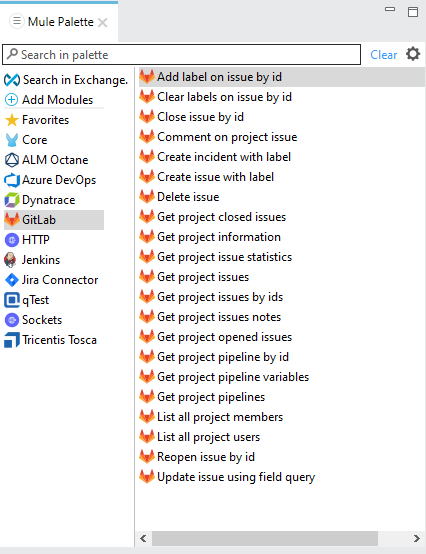 Mule Palette
Search in palette
Clear
Search in Exchange.
Add Modules
Favorites
Core
ALM Octane
Azure DevOps
Dynatrace
GitLab
HTTP
Jenkins
Jira Connector
qTest
Sockets
Tricentis Tosca
Add label on issue by id
Clear labels on issue by id
Close issue by id
Comment on project issue
Create incident with label
Create issue with label
Delete issue
Get project closed issues
Get project information
Get project issue statistics
Get project issues
Get project issues by ids
Get project issues notes
Get project opened issues
Get project pipeline by id
Get project pipeline variables
Get project pipelines
List all project members
List all project users
Reopen issue by id
Update issue using field query